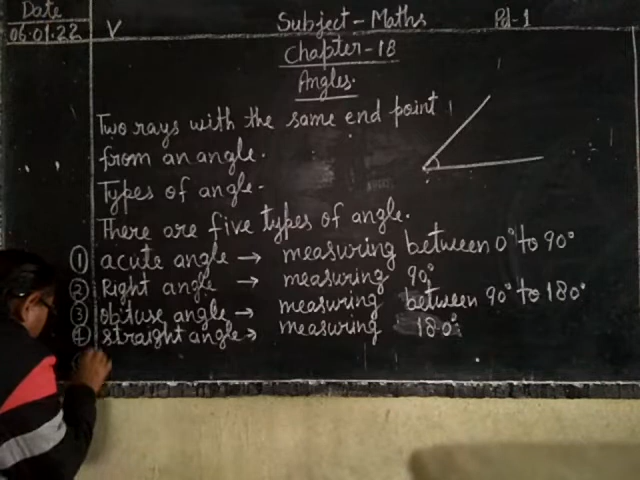 Date
06.01.22
V
Subject - Maths
Pd - 1
Chapter - 18
Angles.
Two rays with the same end point
from an angle.
Types of angle.
There are five types of angle.
① acute angle → measuring between 0° to 90°
② Right angle → measuring 90°
③ obtuse angle → measuring between 90° to 180°
④ straight angle → measuring 180°